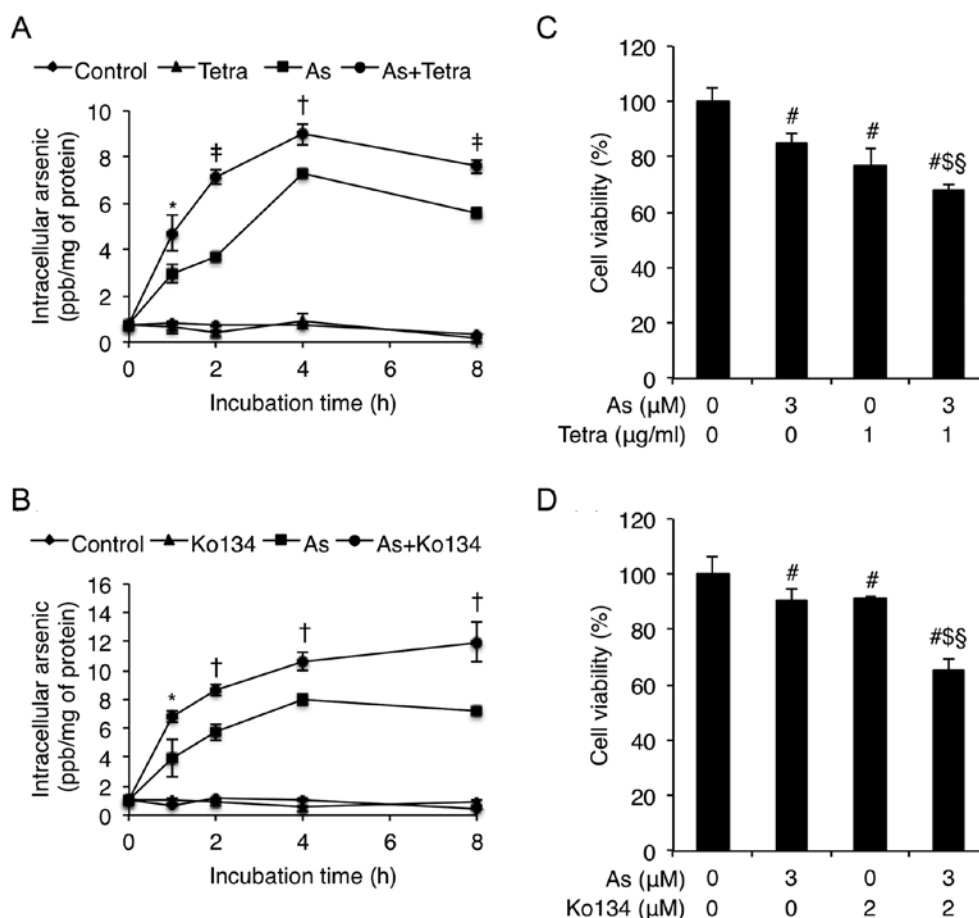 A
Control Tetra As As+Tetra
Intracellular arsenic
(ppb/mg of protein)
10
8
6
4
2
0
* ‡ † ‡
0 2 4 8
Incubation time (h)
B
Control Ko134 As As+Ko134
Intracellular arsenic
(ppb/mg of protein)
16
14
12
10
8
6
4
2
0
* † † †
0 2 4 8
Incubation time (h)
C
Cell viability (%)
120
100
80
60
40
20
0
# # #$§
As (µM) 0 3 0 3
Tetra (µg/ml) 0 0 1 1
D
Cell viability (%)
120
100
80
60
40
20
0
# # #$§
As (µM) 0 3 0 3
Ko134 (µM) 0 0 2 2